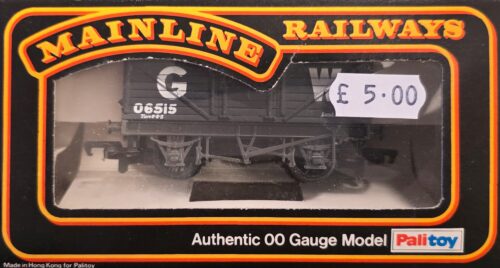 MAINLINE RAILWAYS
£ 5.00
G W
06515
Authentic 00 Gauge Model Palitoy
Made in Hong Kong for Palitoy